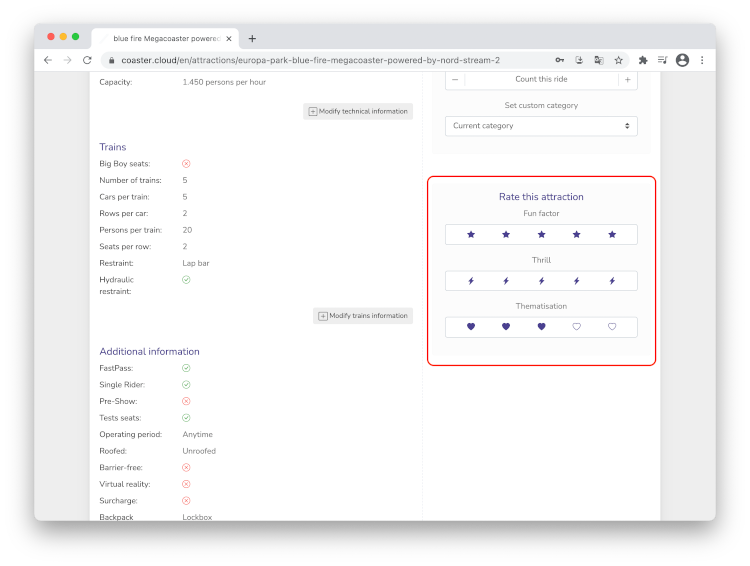 blue fire Megacoaster powered
coaster.cloud/en/attractions/europa-park-blue-fire-megacoaster-powered-by-nord-stream-2
Capacity: 1.450 persons per hour
Modify technical information
Trains
Big Boy seats:
Number of trains: 5
Cars per train: 5
Rows per car: 2
Persons per train: 20
Seats per row: 2
Restraint: Lap bar
Hydraulic
restraint:
Modify trains information
Additional information
FastPass:
Single Rider:
Pre-Show:
Tests seats:
Operating period: Anytime
Roofed: Unroofed
Barrier-free:
Virtual reality:
Surcharge:
Backpack Lockbox
Count this ride
Set custom category
Current category
Rate this attraction
Fun factor
Thrill
Thematisation